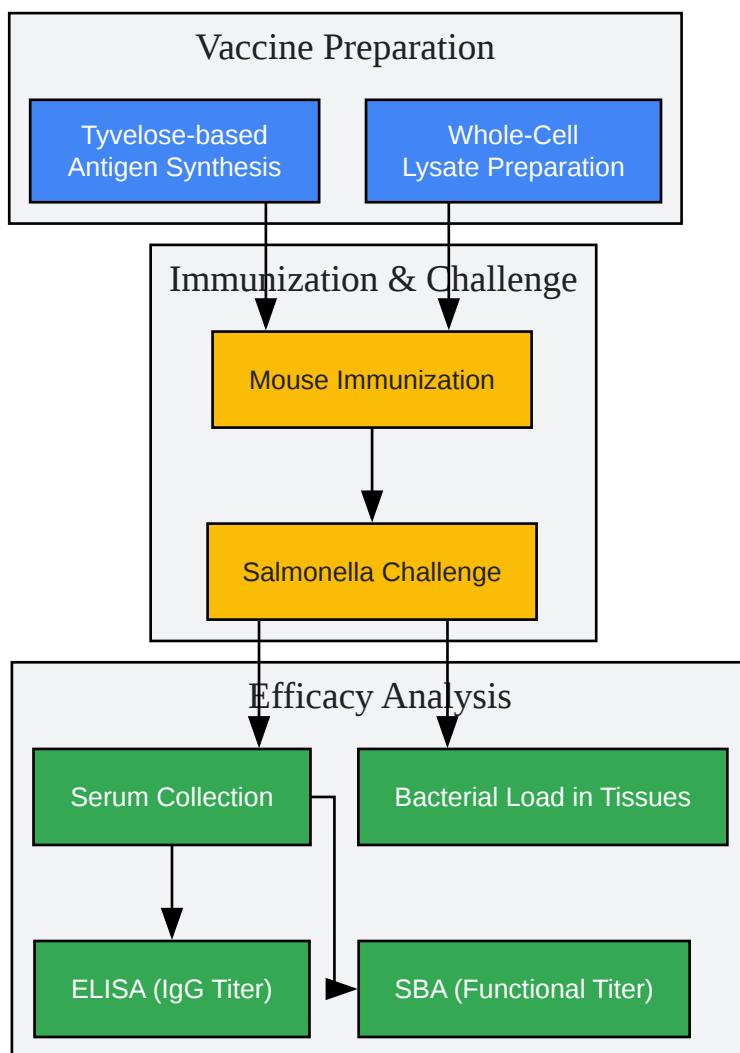 Vaccine Preparation
Tyvelose-based
Antigen Synthesis
Whole-Cell
Lysate Preparation
Immunization & Challenge
Mouse Immunization
Salmonella Challenge
Efficacy Analysis
Serum Collection
Bacterial Load in Tissues
ELISA (IgG Titer)
SBA (Functional Titer)